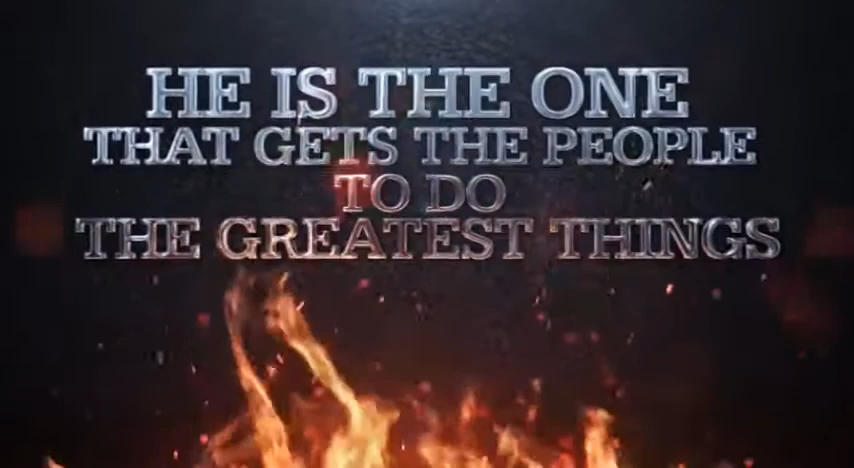 HE IS THE ONE
THAT GETS THE PEOPLE
TO DO
THE GREATEST THINGS